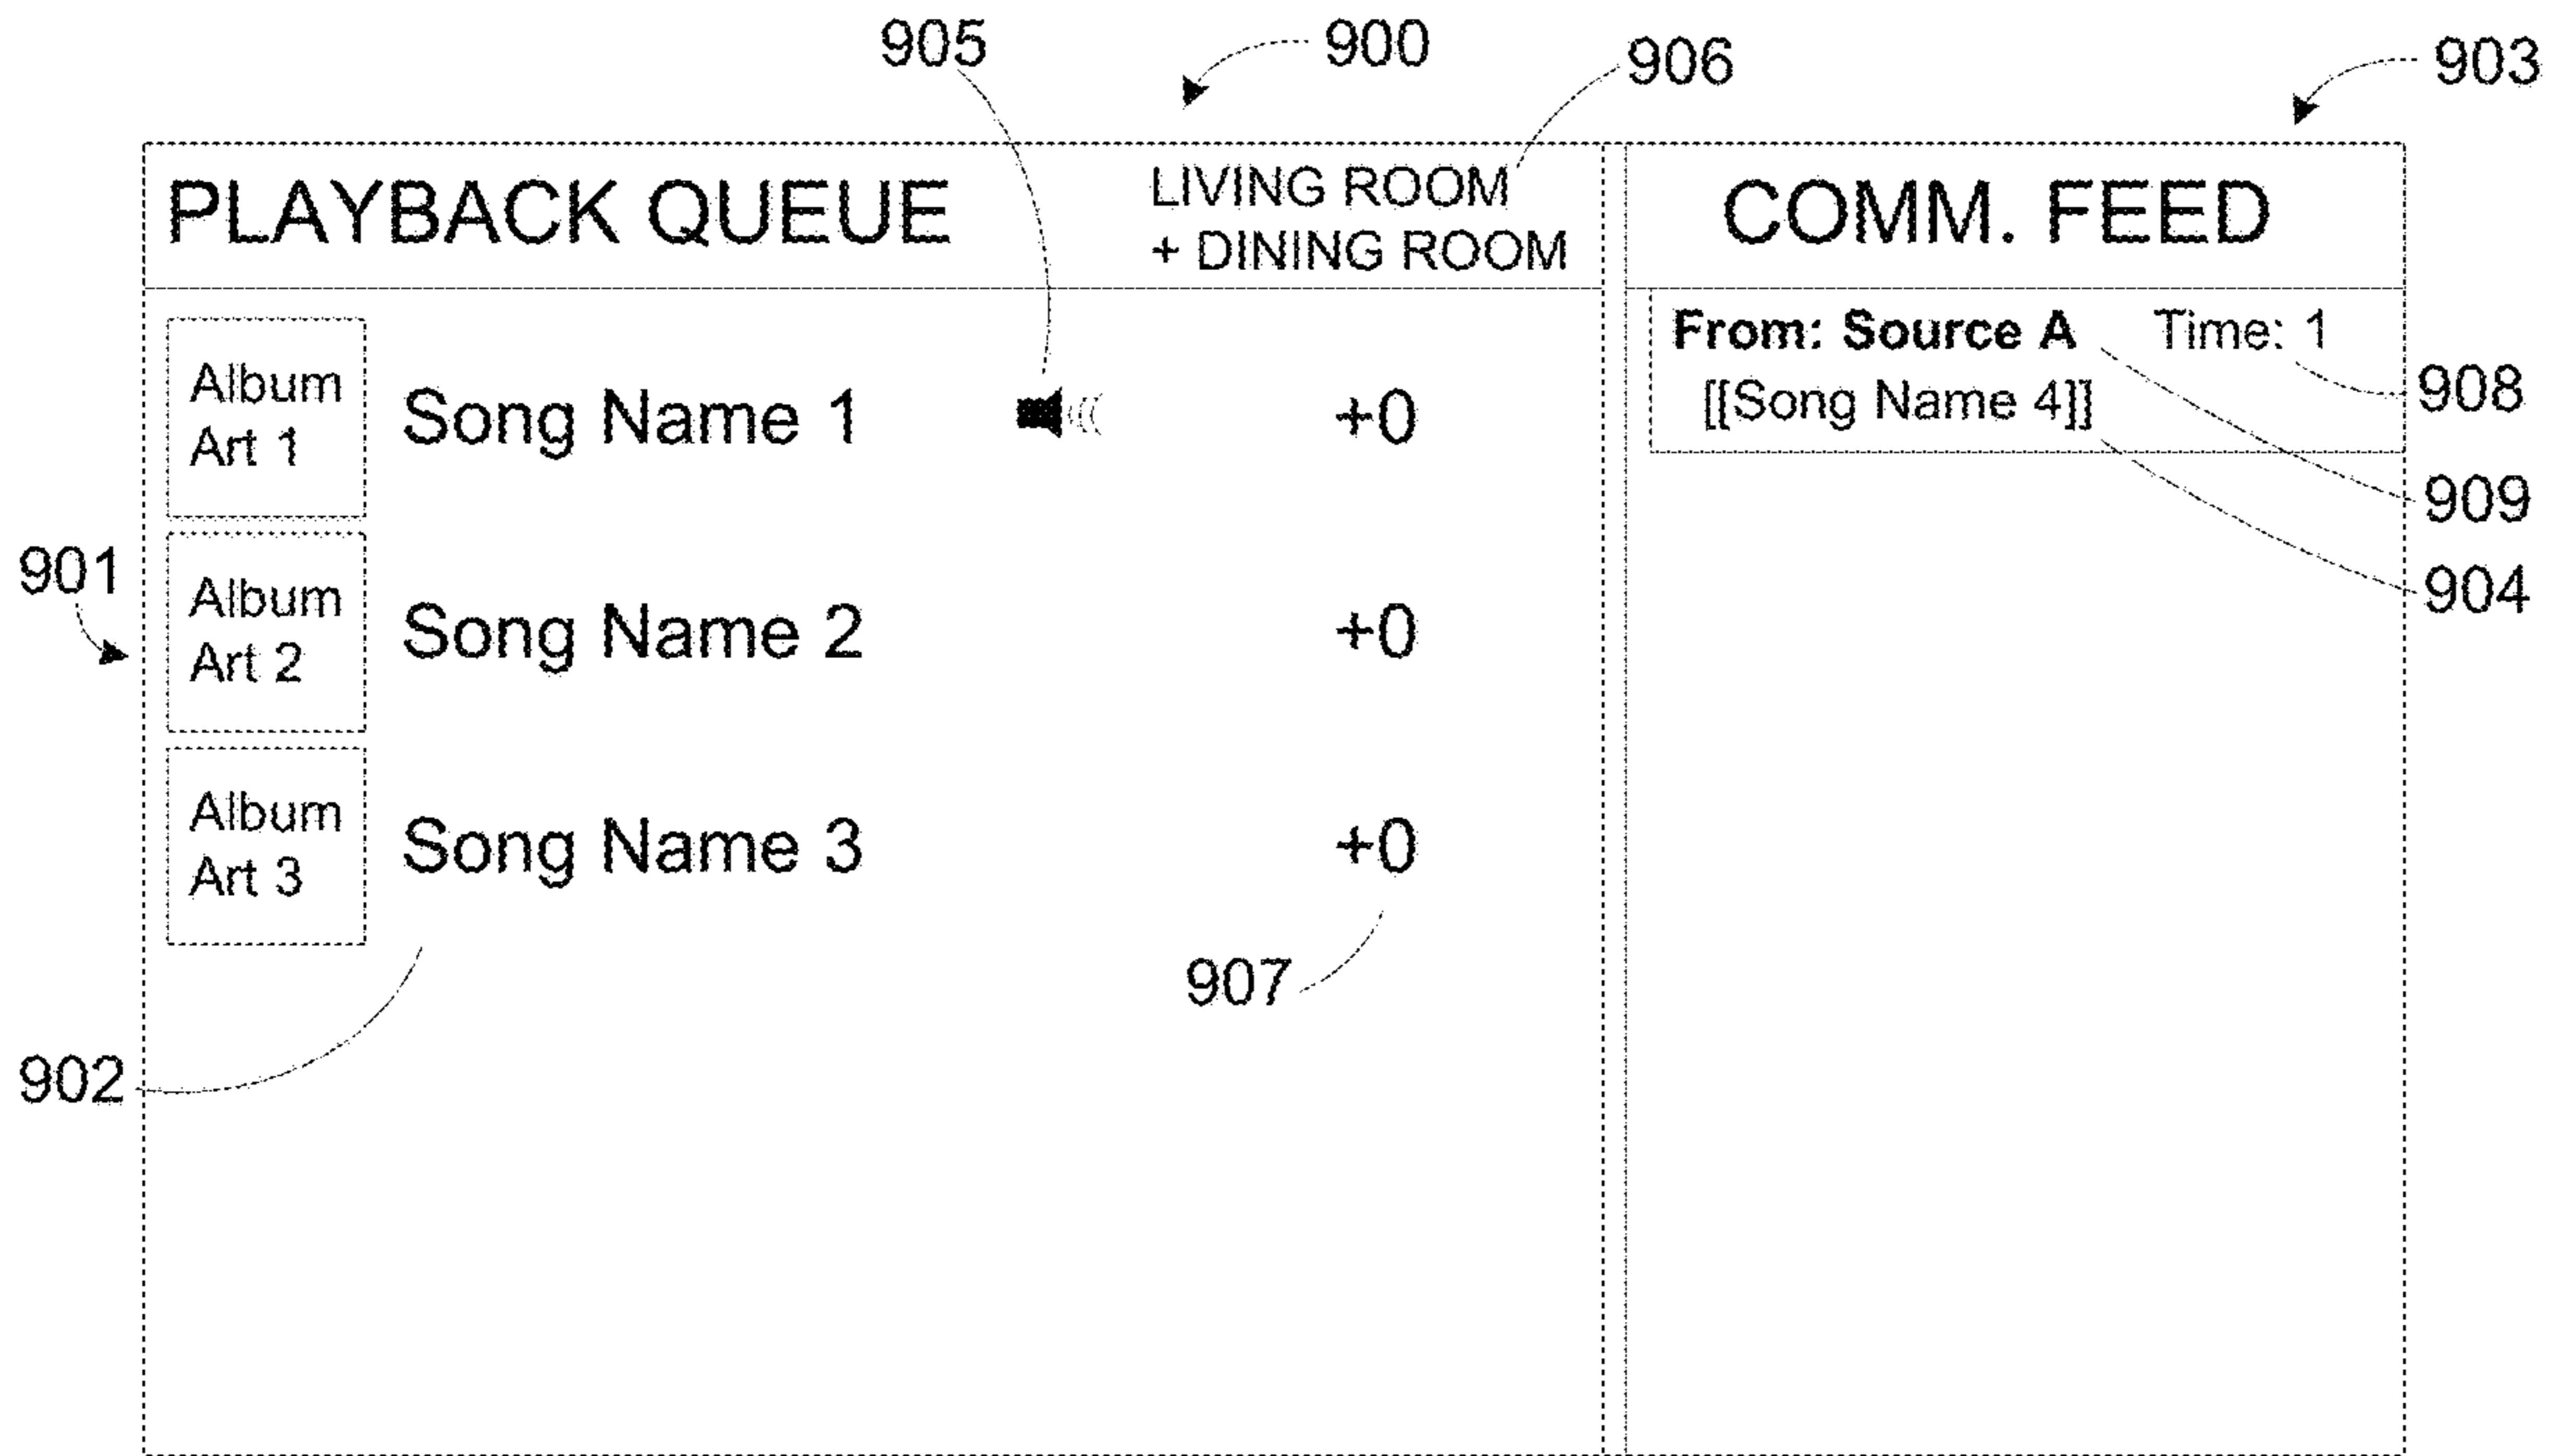 905
900
906
903
PLAYBACK QUEUE
LIVING ROOM
+ DINING ROOM
COMM. FEED
Album
Art 1
Song Name 1
+0
From: Source A Time: 1
[[Song Name 4]]
908
909
904
901
Album
Art 2
Song Name 2
+0
Album
Art 3
Song Name 3
+0
907
902